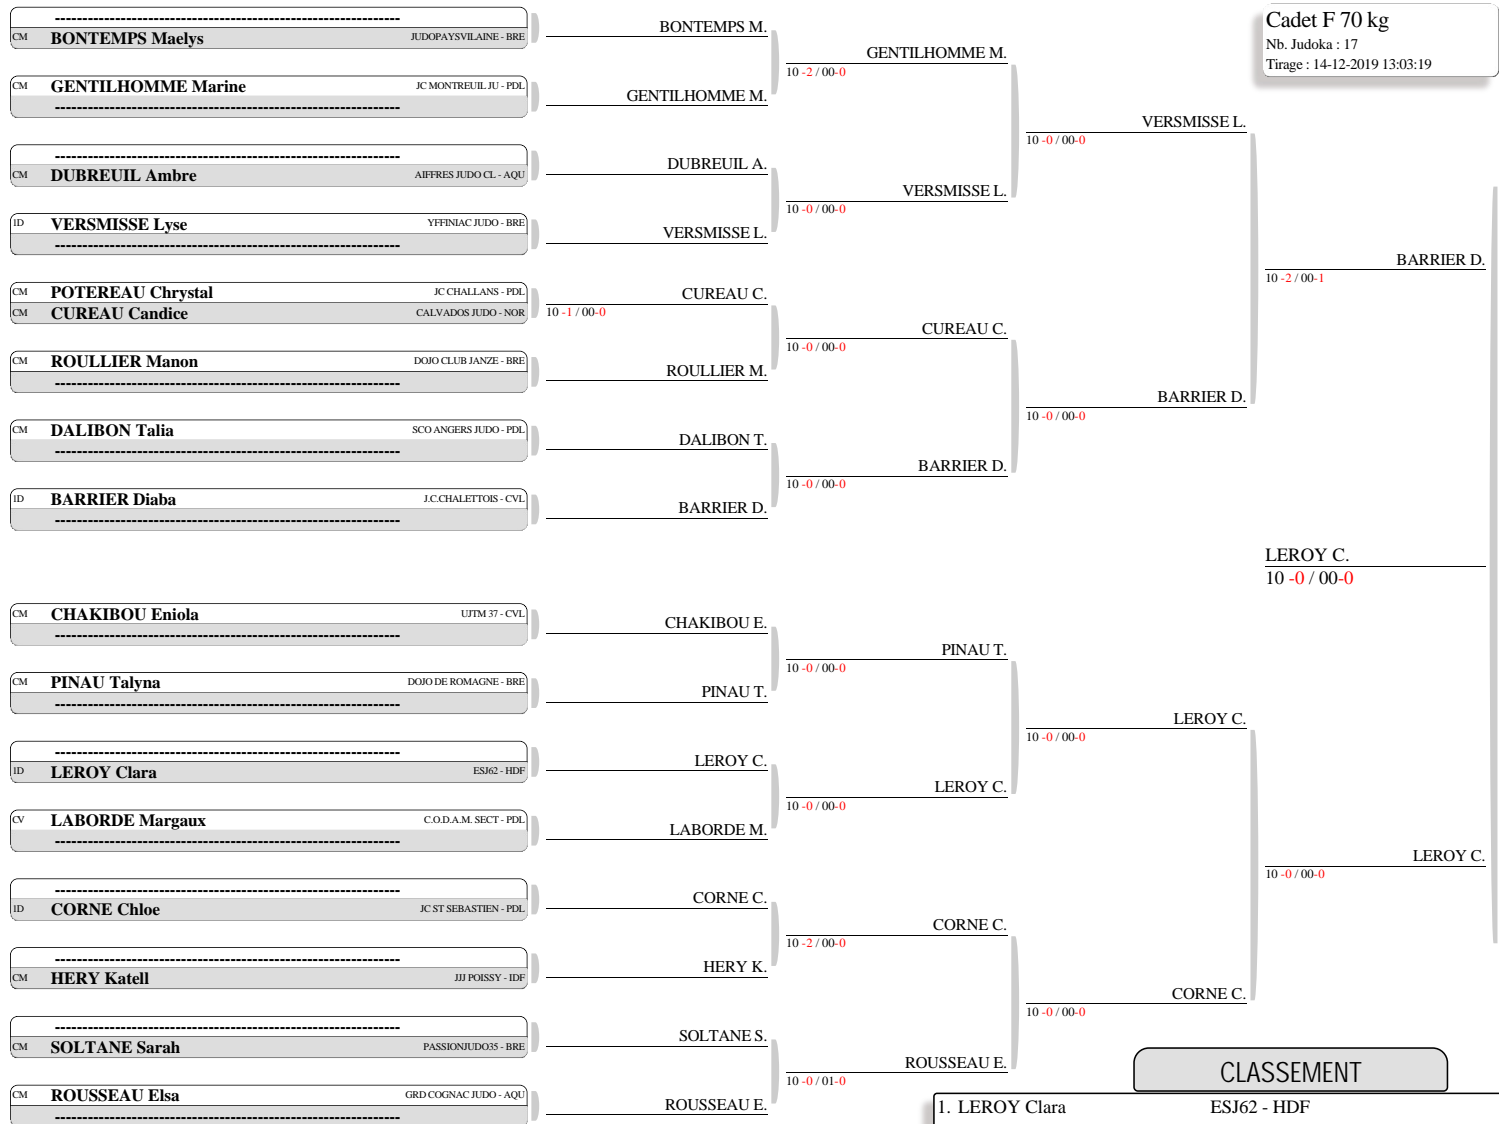 Cadet F 70 kg
Nb. Judoka : 17
Tirage : 14-12-2019 13:03:19
------------------------------------------------------------------
CM BONTEMPS Maelys JUDOPAYSVILAINE - BRE
CM GENTILHOMME Marine JC MONTREUIL JU - PDL
------------------------------------------------------------------
------------------------------------------------------------------
CM DUBREUIL Ambre AIFFRES JUDO CL - AQU
1D VERSMISSE Lyse YFFINIAC JUDO - BRE
------------------------------------------------------------------
CM POTEREAU Chrystal JC CHALLANS - PDL
CM CUREAU Candice CALVADOS JUDO - NOR
CM ROULLIER Manon DOJO CLUB JANZE - BRE
------------------------------------------------------------------
CM DALIBON Talia SCO ANGERS JUDO - PDL
------------------------------------------------------------------
1D BARRIER Diaba J.C.CHALETTOIS - CVL
------------------------------------------------------------------
CM CHAKIBOU Eniola UJTM 37 - CVL
------------------------------------------------------------------
CM PINAU Talyna DOJO DE ROMAGNE - BRE
------------------------------------------------------------------
------------------------------------------------------------------
1D LEROY Clara ESJ62 - HDF
CV LABORDE Margaux C.O.D.A.M. SECT - PDL
------------------------------------------------------------------
------------------------------------------------------------------
1D CORNE Chloe JC ST SEBASTIEN - PDL
------------------------------------------------------------------
CM HERY Katell JJJ POISSY - IDF
------------------------------------------------------------------
CM SOLTANE Sarah PASSIONJUDO35 - BRE
CM ROUSSEAU Elsa GRD COGNAC JUDO - AQU
------------------------------------------------------------------
BONTEMPS M.
GENTILHOMME M.
DUBREUIL A.
VERSMISSE L.
CUREAU C.
10 -1 / 00-0
ROULLIER M.
DALIBON T.
BARRIER D.
CHAKIBOU E.
PINAU T.
LEROY C.
LABORDE M.
CORNE C.
HERY K.
SOLTANE S.
ROUSSEAU E.
GENTILHOMME M.
10 -2 / 00-0
VERSMISSE L.
10 -0 / 00-0
CUREAU C.
10 -0 / 00-0
BARRIER D.
10 -0 / 00-0
PINAU T.
10 -0 / 00-0
LEROY C.
10 -0 / 00-0
CORNE C.
10 -2 / 00-0
ROUSSEAU E.
10 -0 / 01-0
VERSMISSE L.
10 -0 / 00-0
BARRIER D.
10 -0 / 00-0
LEROY C.
10 -0 / 00-0
CORNE C.
10 -0 / 00-0
BARRIER D.
10 -2 / 00-1
LEROY C.
10 -0 / 00-0
LEROY C.
10 -0 / 00-0
CLASSEMENT
1. LEROY Clara ESJ62 - HDF